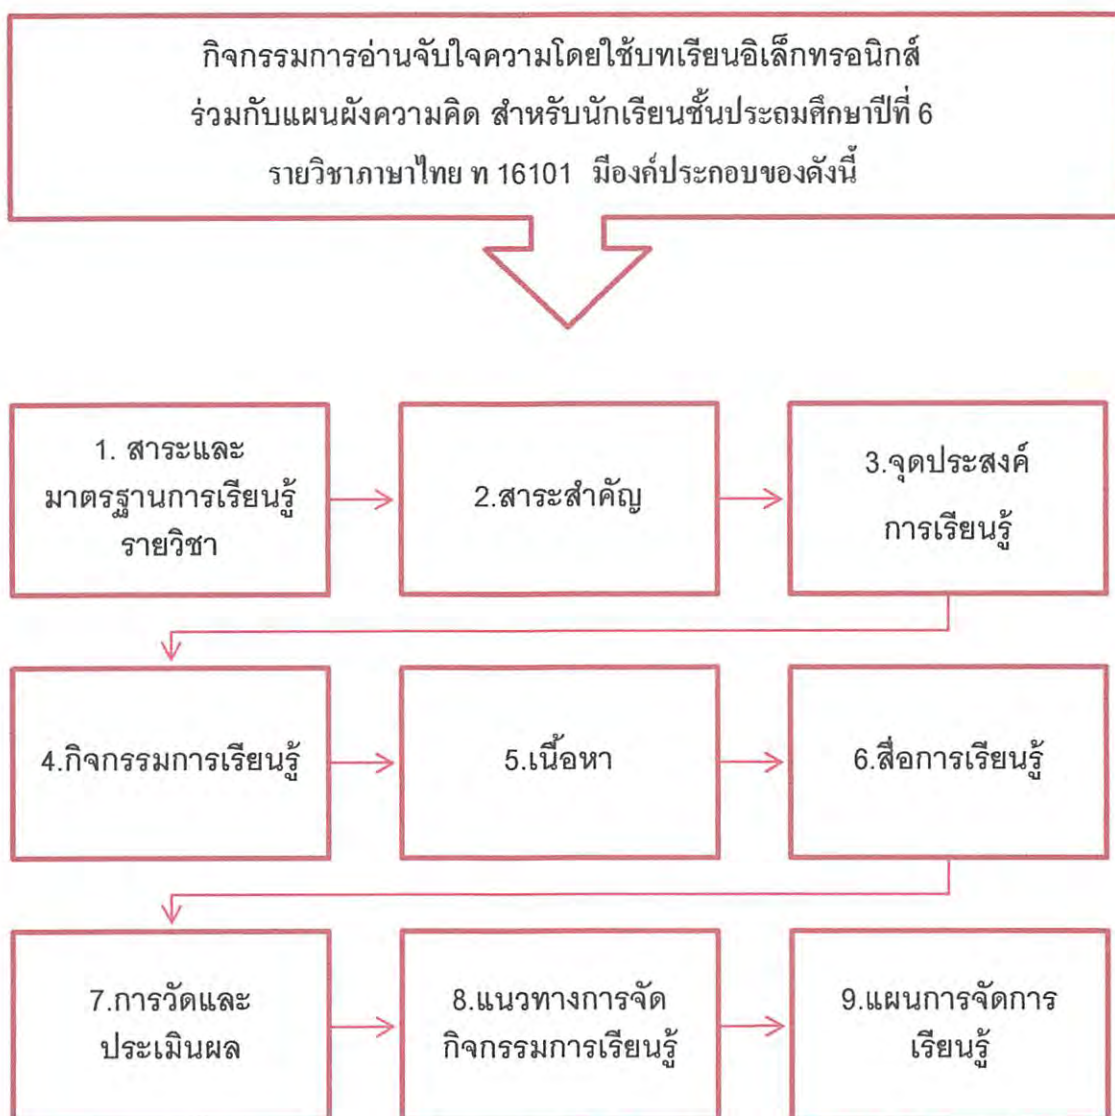 กิจกรรมการอ่านจับใจความโดยใช้บทเรียนอิเล็กทรอนิกส์
ร่วมกับแผนผังความคิด สำหรับนักเรียนชั้นประถมศึกษาปีที่ 6
รายวิชาภาษาไทย ท 16101 มีองค์ประกอบของดังนี้
1. สาระและ
มาตรฐานการเรียนรู้
รายวิชา
2.สาระสำคัญ
3.จุดประสงค์
การเรียนรู้
4.กิจกรรมการเรียนรู้
5.เนื้อหา
6.สื่อการเรียนรู้
7.การวัดและ
ประเมินผล
8.แนวทางการจัด
กิจกรรมการเรียนรู้
9.แผนการจัดการ
เรียนรู้